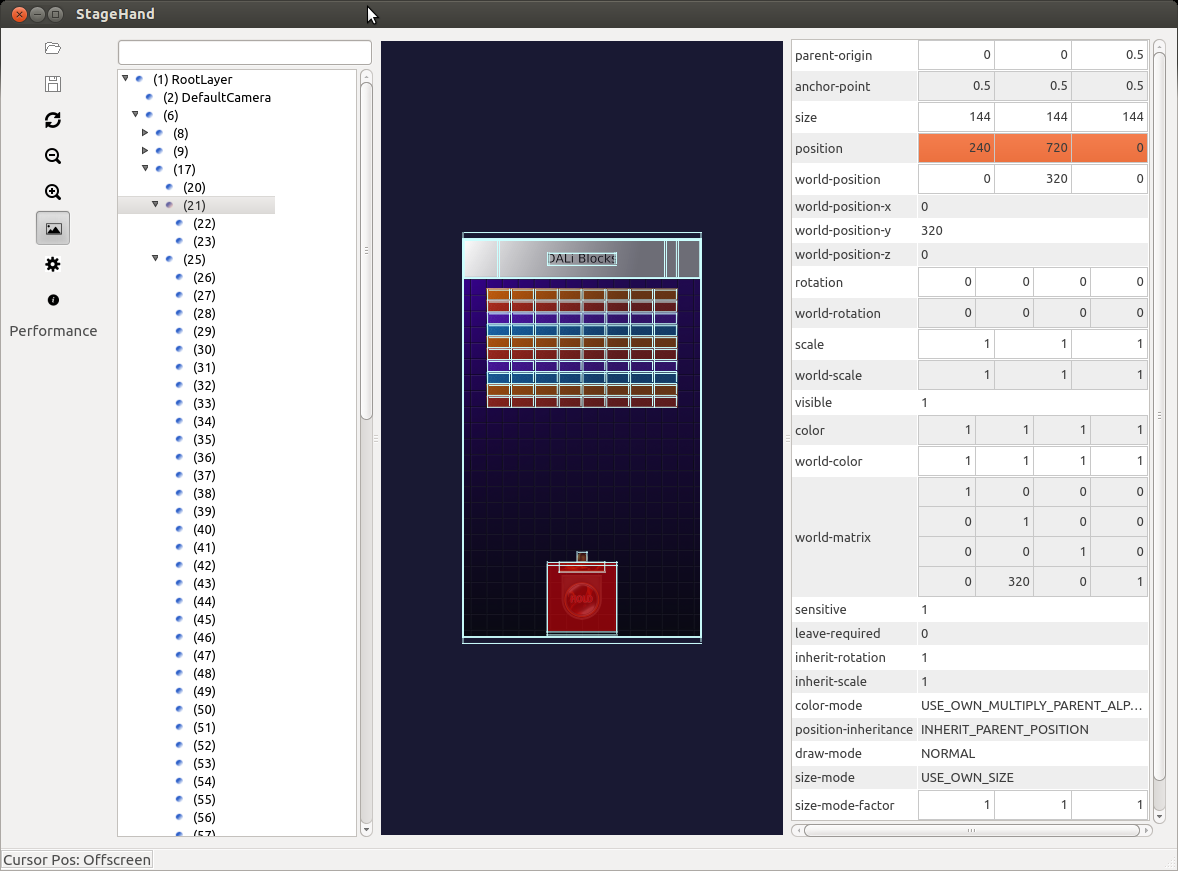 StageHand
Performance
(1) RootLayer
(2) DefaultCamera
(6)
(8)
(9)
(17)
(20)
(21)
(22)
(23)
(25)
(26)
(27)
(28)
(29)
(30)
(31)
(32)
(33)
(34)
(35)
(36)
(37)
(38)
(39)
(40)
(41)
(42)
(43)
(44)
(45)
(46)
(47)
(48)
(49)
(50)
(51)
(52)
(53)
(54)
(55)
(56)
(57)
DALi Blocks
HOLD
parent-origin 0 0 0.5
anchor-point 0.5 0.5 0.5
size 144 144 144
position 240 720 0
world-position 0 320 0
world-position-x 0
world-position-y 320
world-position-z 0
rotation 0 0 0 0
world-rotation 0 0 0 0
scale 1 1 1
world-scale 1 1 1
visible 1
color 1 1 1 1
world-color 1 1 1 1
world-matrix
1 0 0 0
0 1 0 0
0 0 1 0
0 320 0 1
sensitive 1
leave-required 0
inherit-rotation 1
inherit-scale 1
color-mode USE_OWN_MULTIPLY_PARENT_ALP...
position-inheritance INHERIT_PARENT_POSITION
draw-mode NORMAL
size-mode USE_OWN_SIZE
size-mode-factor 1 1 1
Cursor Pos: Offscreen